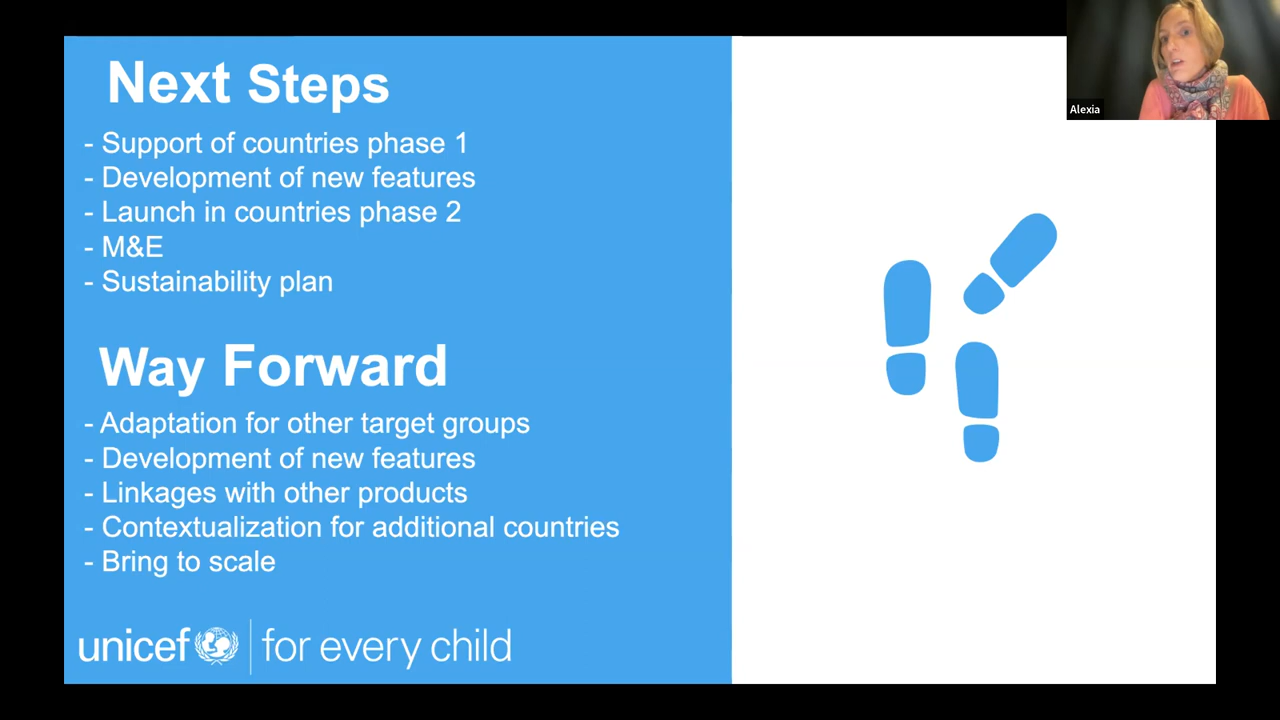 Next Steps
- Support of countries phase 1
- Development of new features
- Launch in countries phase 2
- M&E
- Sustainability plan
Way Forward
- Adaptation for other target groups
- Development of new features
- Linkages with other products
- Contextualization for additional countries
- Bring to scale
unicef for every child
Alexia